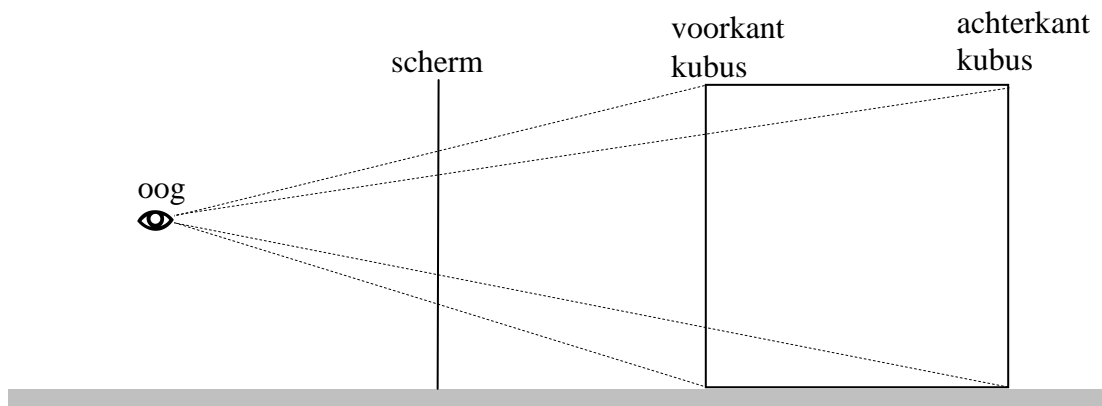 voorkant
kubus
achterkant
kubus
scherm
oog